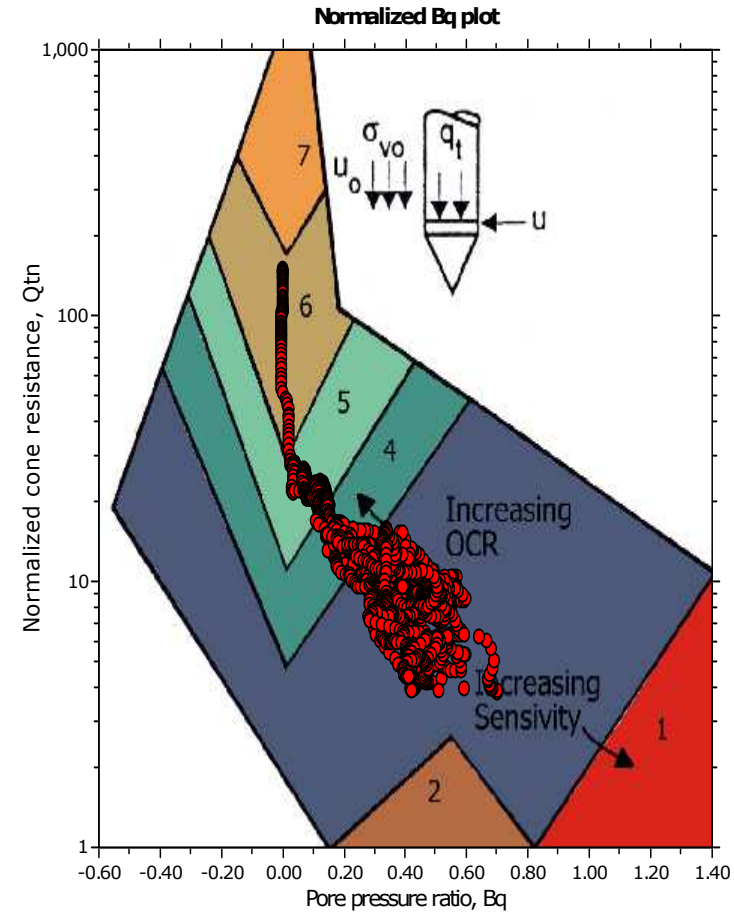 Normalized Bq plot
Normalized cone resistance, Qtn
1,000
100
10
1
7
σvo
uo
qt
u
6
5
4
Increasing
OCR
Increasing
Sensivity
1
2
-0.60 -0.40 -0.20 0.00 0.20 0.40 0.60 0.80 1.00 1.20 1.40
Pore pressure ratio, Bq